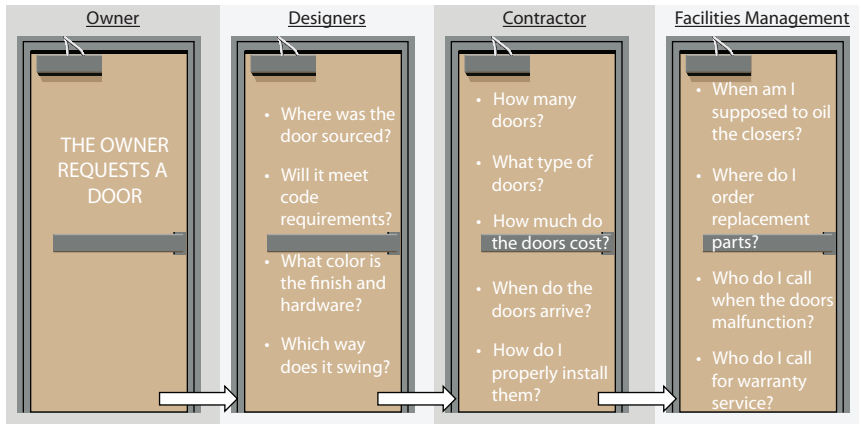 Owner
THE OWNER
REQUESTS A
DOOR
Designers
• Where was the
door sourced?
• Will it meet
code
requirements?
• What color is
the finish and
hardware?
• Which way
does it swing?
Contractor
• How many
doors?
• What type of
doors?
• How much do
the doors cost?
• When do the
doors arrive?
• How do I
properly install
them?
Facilities Management
• When am I
supposed to oil
the closers?
• Where do I
order
replacement
parts?
• Who do I call
when the doors
malfunction?
• Who do I call
for warranty
service?